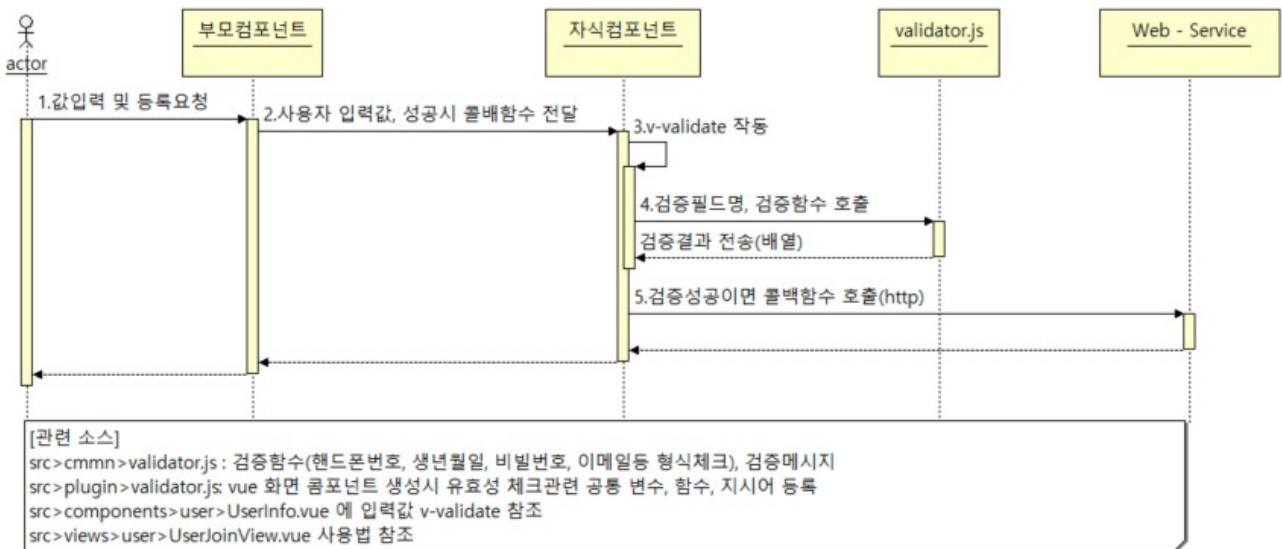 actor
부모컴포넌트
자식컴포넌트
validator.js
Web - Service
1.값입력 및 등록요청
2.사용자 입력값, 성공시 콜배함수 전달
3.v-validate 작동
4.검증필드명, 검증함수 호출
검증결과 전송(배열)
5.검증성공이면 콜백함수 호출(http)
[관련 소스]
src>cmmn>validator.js : 검증함수(핸드폰번호, 생년월일, 비빌번호, 이메일등 형식체크), 검증메시지
src>plugin>validator.js: vue 화면 콤포넌트 생성시 유효성 체크관련 공통 변수, 함수, 지시어 등록
src>components>user>UserInfo.vue 에 입력값 v-validate 참조
src>views>user>UserJoinView.vue 사용법 참조